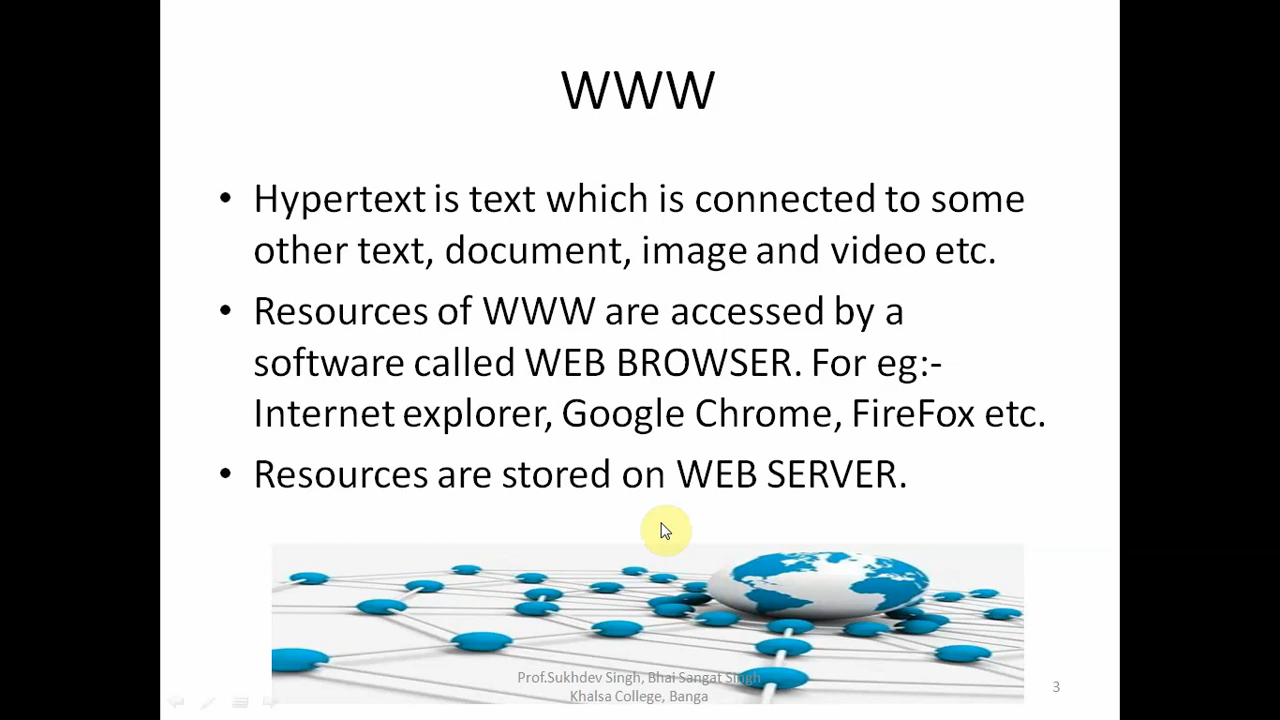 WWW
• Hypertext is text which is connected to some
other text, document, image and video etc.
• Resources of WWW are accessed by a
software called WEB BROWSER. For eg:-
Internet explorer, Google Chrome, FireFox etc.
• Resources are stored on WEB SERVER.
Prof.Sukhdev Singh, Bhai Sangat Singh
Khalsa College, Banga
3